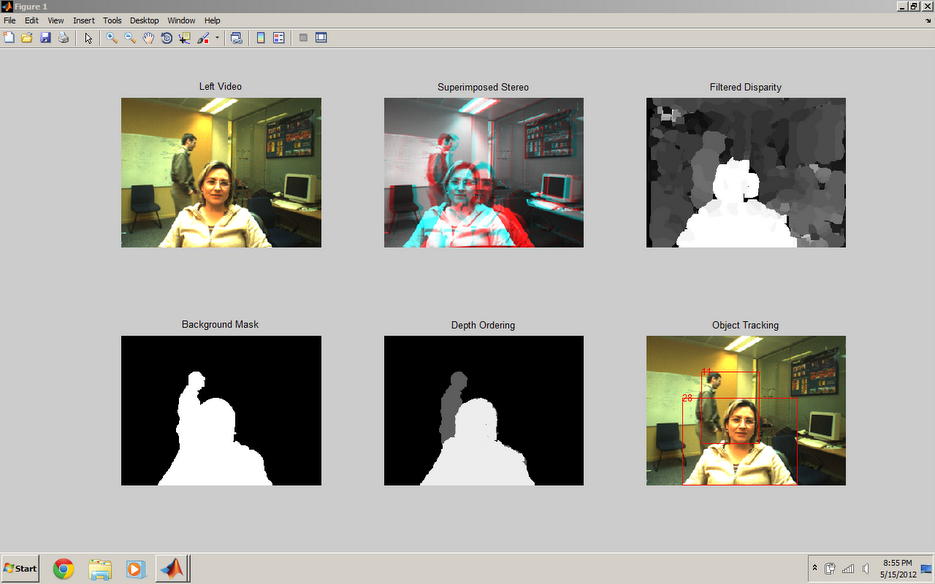 Figure 1
File Edit View Insert Tools Desktop Window Help
Left Video
Superimposed Stereo
Filtered Disparity
Background Mask
Depth Ordering
Object Tracking
11
28
Start
8:55 PM
5/15/2012